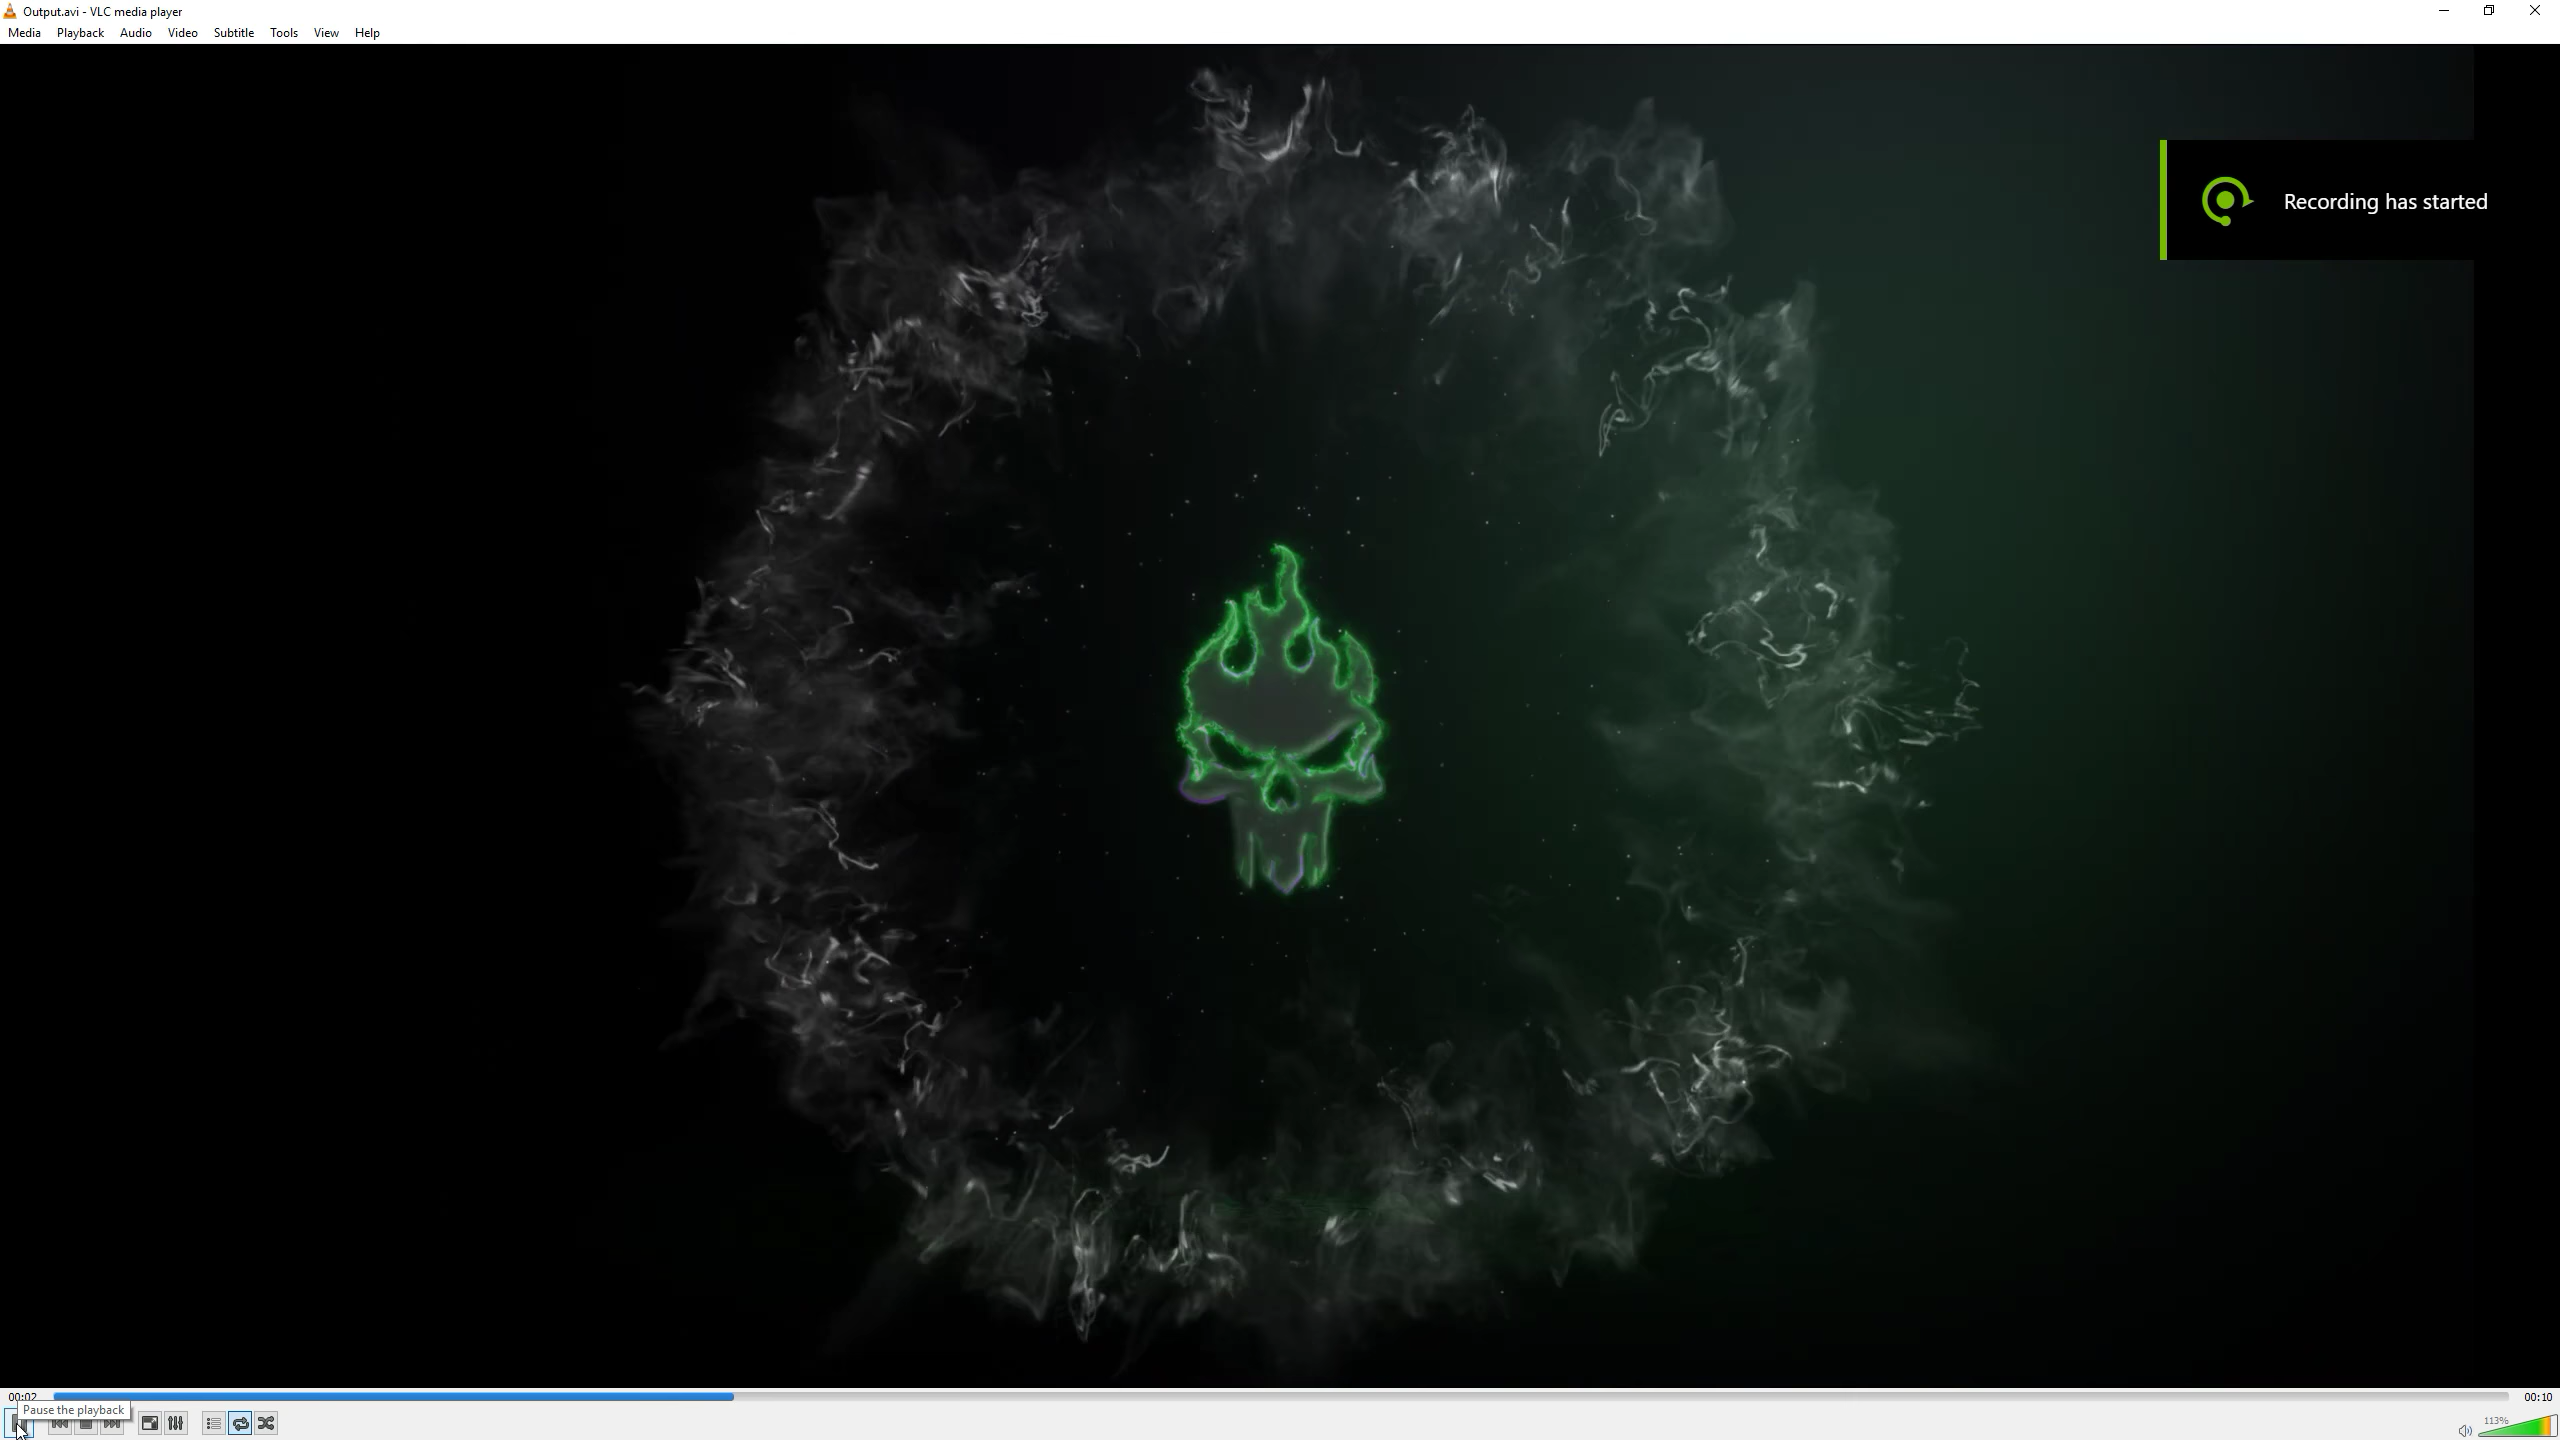 Output.avi - VLC media player
Media Playback Audio Video Subtitle Tools View Help
Recording has started
00:02
00:10
Pause the playback
113%